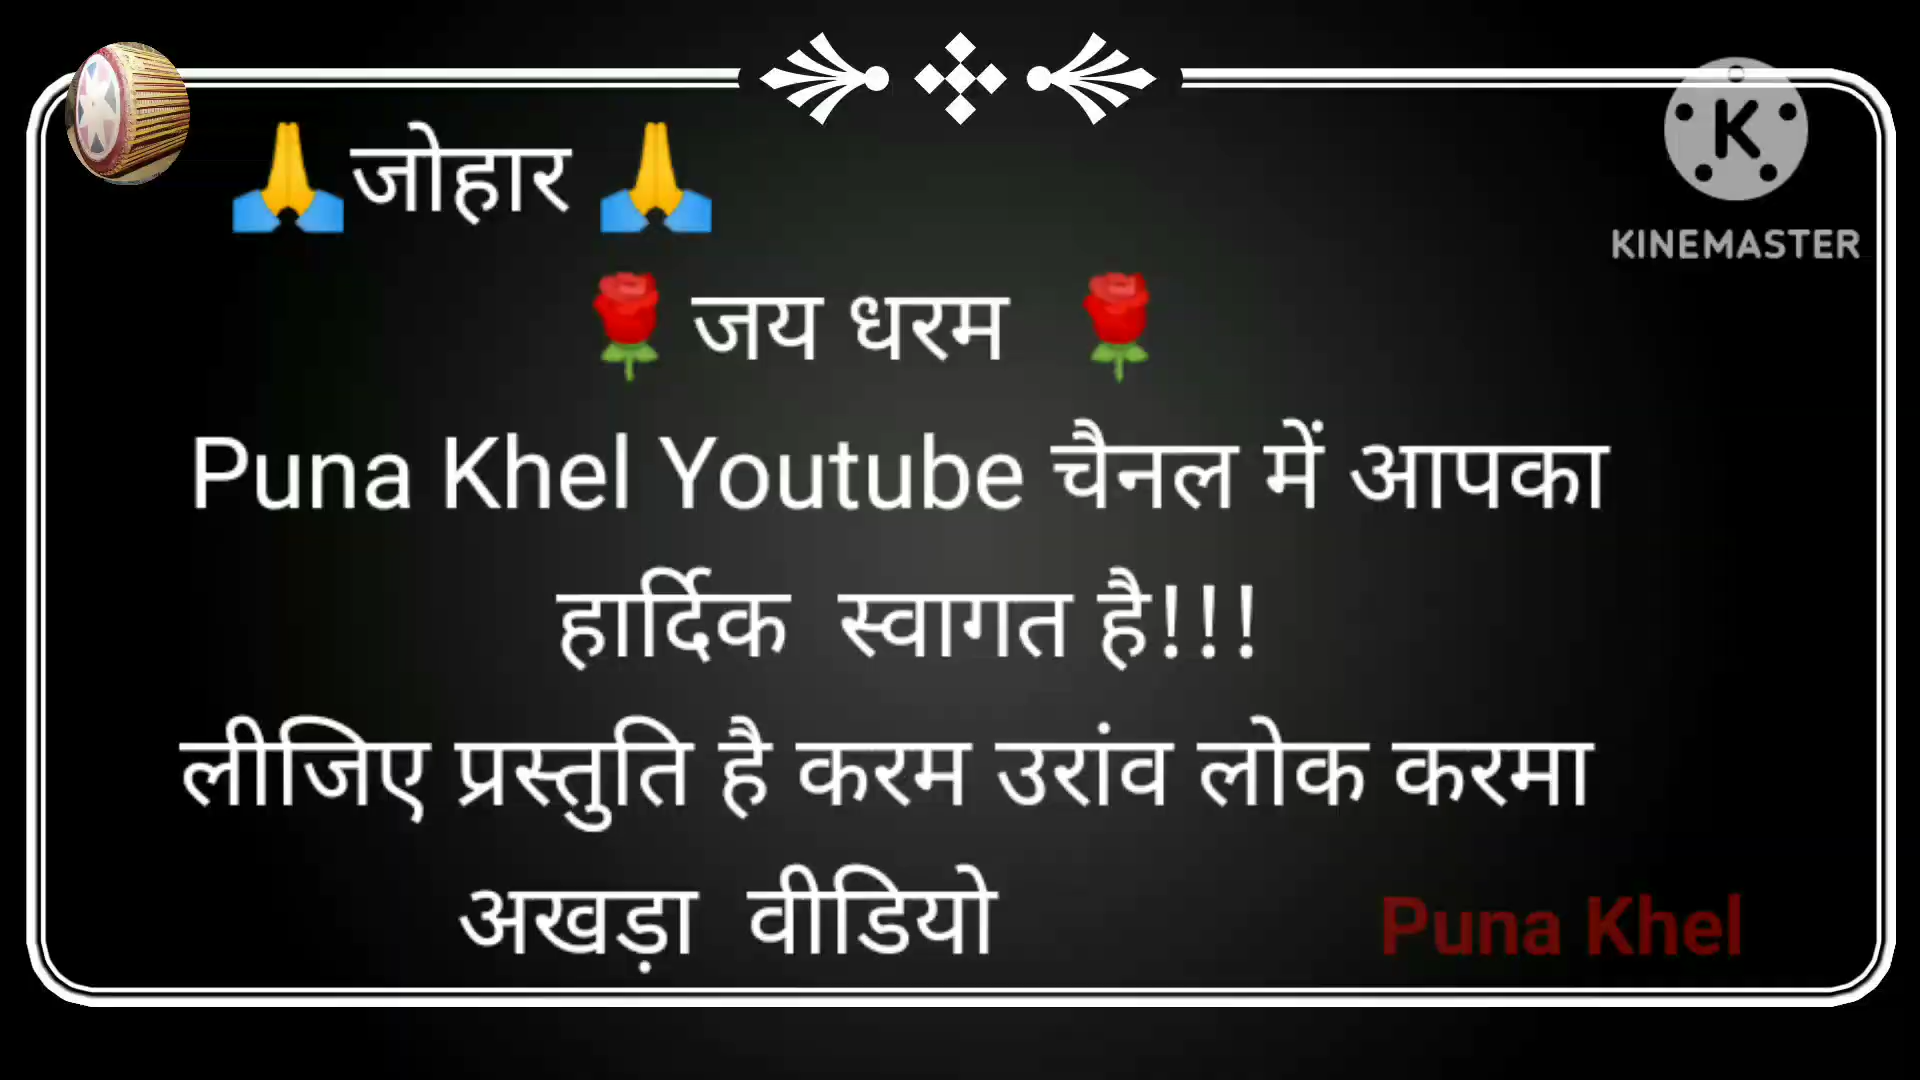 🙏जोहार 🙏
🌹जय धरम 🌹
Puna Khel Youtube चैनल में आपका
हार्दिक स्वागत है!!!
लीजिए प्रस्तुति है करम उरांव लोक करमा
अखड़ा वीडियो
Puna Khel
K
KINEMASTER